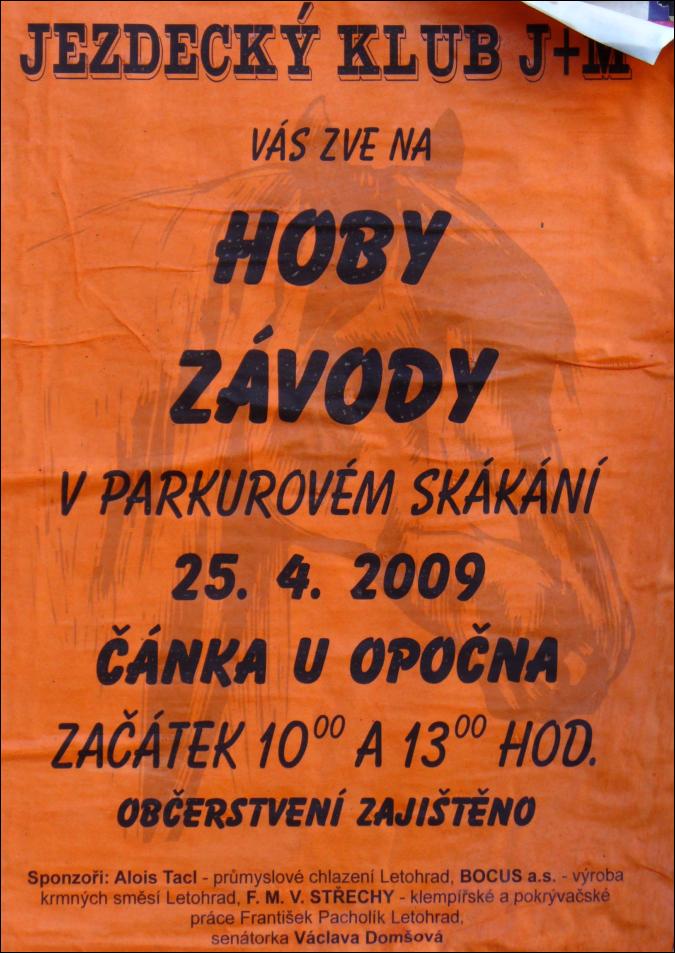 JEZDECKÝ KLUB J+M
VÁS ZVE NA
HOBY
ZÁVODY
V PARKUROVÉM SKÁKÁNÍ
25. 4. 2009
ČÁNKA U OPOČNA
ZAČÁTEK 10⁰⁰ A 13⁰⁰ HOD.
OBČERSTVENÍ ZAJIŠTĚNO
Sponzoři: Alois Tacl - průmyslové chlazení Letohrad, BOCUS a.s. - výroba
krmných směsí Letohrad, F. M. V. STŘECHY - klempířské a pokrývačské
práce František Pacholík Letohrad,
senátorka Václava Domšová